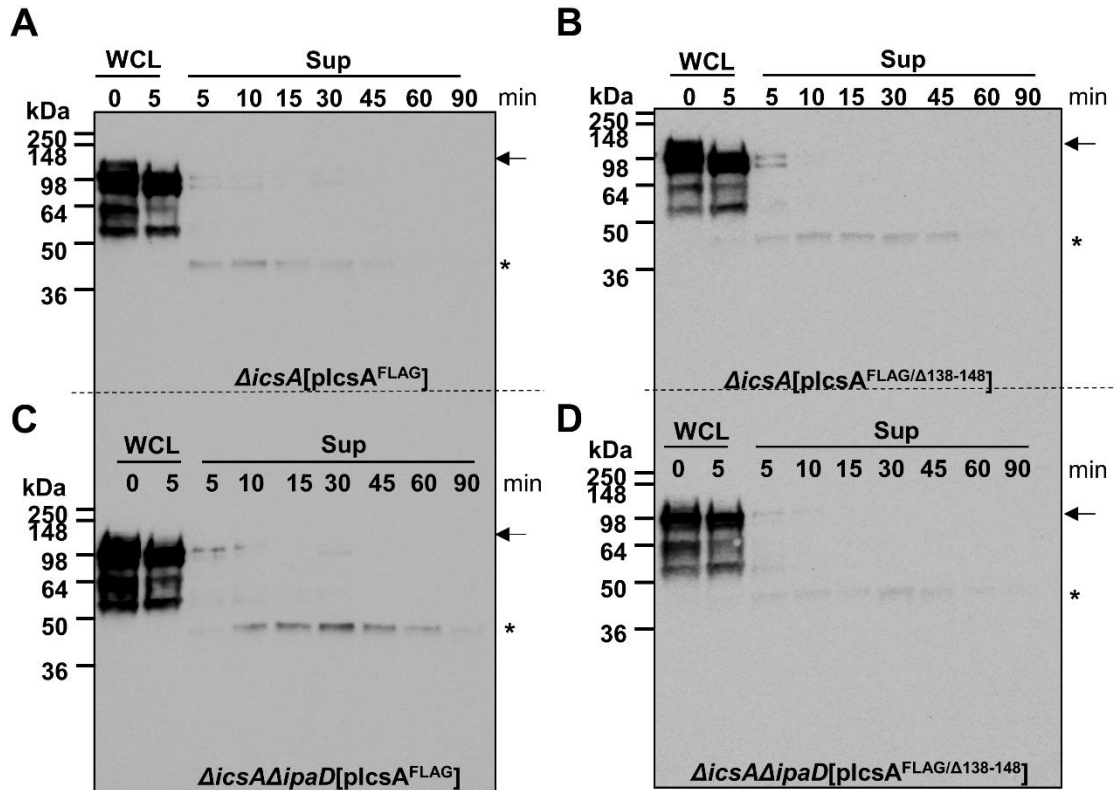 A
WCL Sup
kDa 0 5 5 10 15 30 45 60 90 min
250
148
98
64
50
*
36
ΔicsA[pIcsA^FLAG]
B
WCL Sup
kDa 0 5 5 10 15 30 45 60 90 min
250
148
98
64
50
*
36
ΔicsA[pIcsA^FLAG/Δ138-148]
C
WCL Sup
kDa 0 5 5 10 15 30 45 60 90 min
250
148
98
64
50
*
36
ΔicsAΔipaD[pIcsA^FLAG]
D
WCL Sup
kDa 0 5 5 10 15 30 45 60 90 min
250
148
98
64
50
*
36
ΔicsAΔipaD[pIcsA^FLAG/Δ138-148]